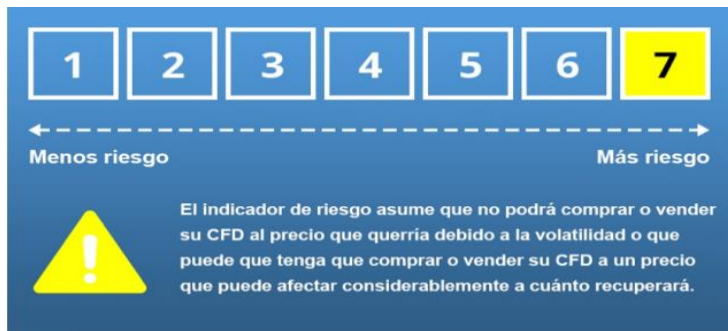 1 2 3 4 5 6 7
Menos riesgo Más riesgo
El indicador de riesgo asume que no podrá comprar o vender
su CFD al precio que querría debido a la volatilidad o que
puede que tenga que comprar o vender su CFD a un precio
que puede afectar considerablemente a cuánto recuperará.
!